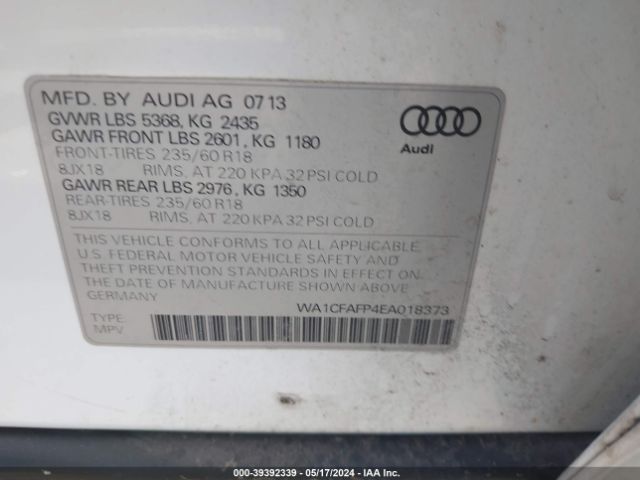 MFD. BY AUDI AG 07 13
GVWR LBS 5368, KG 2435
GAWR FRONT LBS 2601, KG 1180
FRONT-TIRES 235/60 R18
8JX18 RIMS, AT 220 KPA 32 PSI COLD
GAWR REAR LBS 2976, KG 1350
REAR-TIRES 235/60 R18
8JX18 RIMS, AT 220 KPA 32 PSI COLD
Audi
THIS VEHICLE CONFORMS TO ALL APPLICABLE
U.S. FEDERAL MOTOR VEHICLE SAFETY AND
THEFT PREVENTION STANDARDS IN EFFECT ON
THE DATE OF MANUFACTURE SHOWN ABOVE
GERMANY
WA1CFAFP4EA018373
TYPE:
MPV
000-39392339 - 05/17/2024 - IAA Inc.